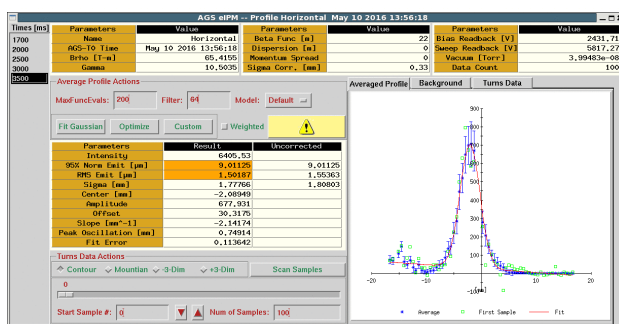 AGS eIPM -- Profile Horizontal May 10 2016 13:56:18
Times [ms]
1700
2000
2500
3000
3500
Parameters Value Parameters Value Parameters Value
Name Horizontal Beta Func [m] 22 Bias Readback [V] 2431.71
AGS-T0 Time May 10 2016 13:56:18 Dispersion [m] 0 Sweep Readback [V] 5817.27
Brho [T-m] 65.4155 Momentum Spread 0 Vacuum [Torr] 3.99483e-08
Gamma 10.5035 Sigma Corr. [mm] 0.33 Data Count 100
Average Profile Actions
MaxFuncEvals: 200 Filter: 64 Model: Default
Fit Gaussian Optimize Custom Weighted
Parameters Result Uncorrected
Intensity 6405.53
95% Norm Emit [µm] 9.01125 9.01125
RMS Emit [µm] 1.50187 1.55363
Sigma [mm] 1.77766 1.80803
Center [mm] -2.08949
Amplitude 677.931
Offset 30.3175
Slope [mm^-1] -2.14174
Peak Oscillation [mm] 0.74914
Fit Error 0.113642
Turns Data Actions
Contour Mountian -3-Dim +3-Dim Scan Samples
0
Start Sample #: 0 Num of Samples: 100
Averaged Profile Background Turns Data
900
800
700
600
500
400
300
200
100
-100
-20 -10 0 10 20
Average First Sample Fit